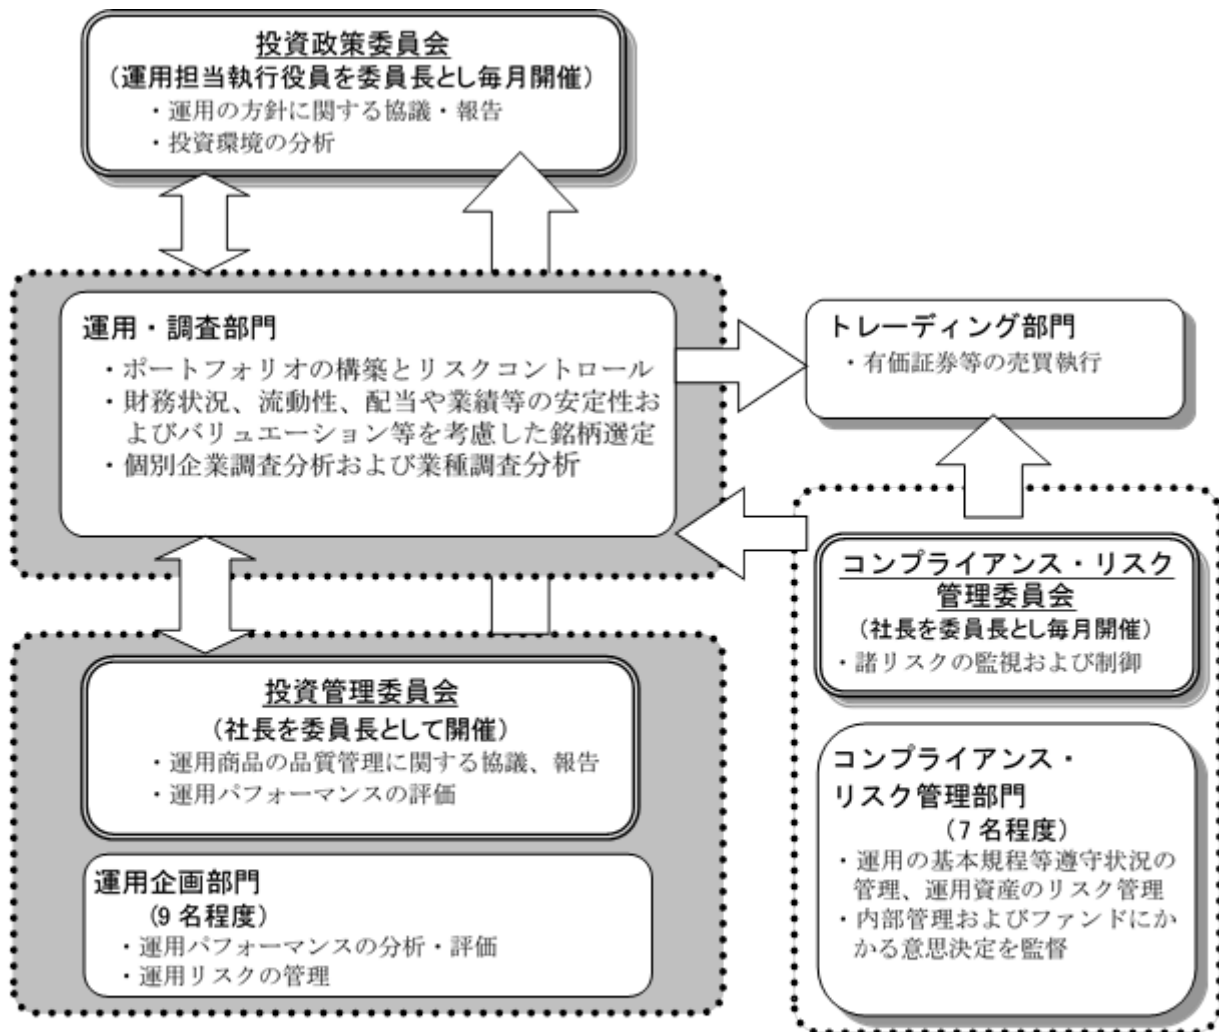 投資政策委員会
（運用担当執行役員を委員長とし毎月開催）
・運用の方針に関する協議・報告
・投資環境の分析
運用・調査部門
・ポートフォリオの構築とリスクコントロール
・財務状況、流動性、配当や業績等の安定性お
よびバリュエーション等を考慮した銘柄選定
・個別企業調査分析および業種調査分析
トレーディング部門
・有価証券等の売買執行
コンプライアンス・リスク
管理委員会
（社長を委員長とし毎月開催）
・諸リスクの監視および制御
投資管理委員会
（社長を委員長として開催）
・運用商品の品質管理に関する協議、報告
・運用パフォーマンスの評価
運用企画部門
（9 名程度）
・運用パフォーマンスの分析・評価
・運用リスクの管理
コンプライアンス・
リスク管理部門
（7 名程度）
・運用の基本規程等遵守状況の
管理、運用資産のリスク管理
・内部管理およびファンドにか
かる意思決定を監督